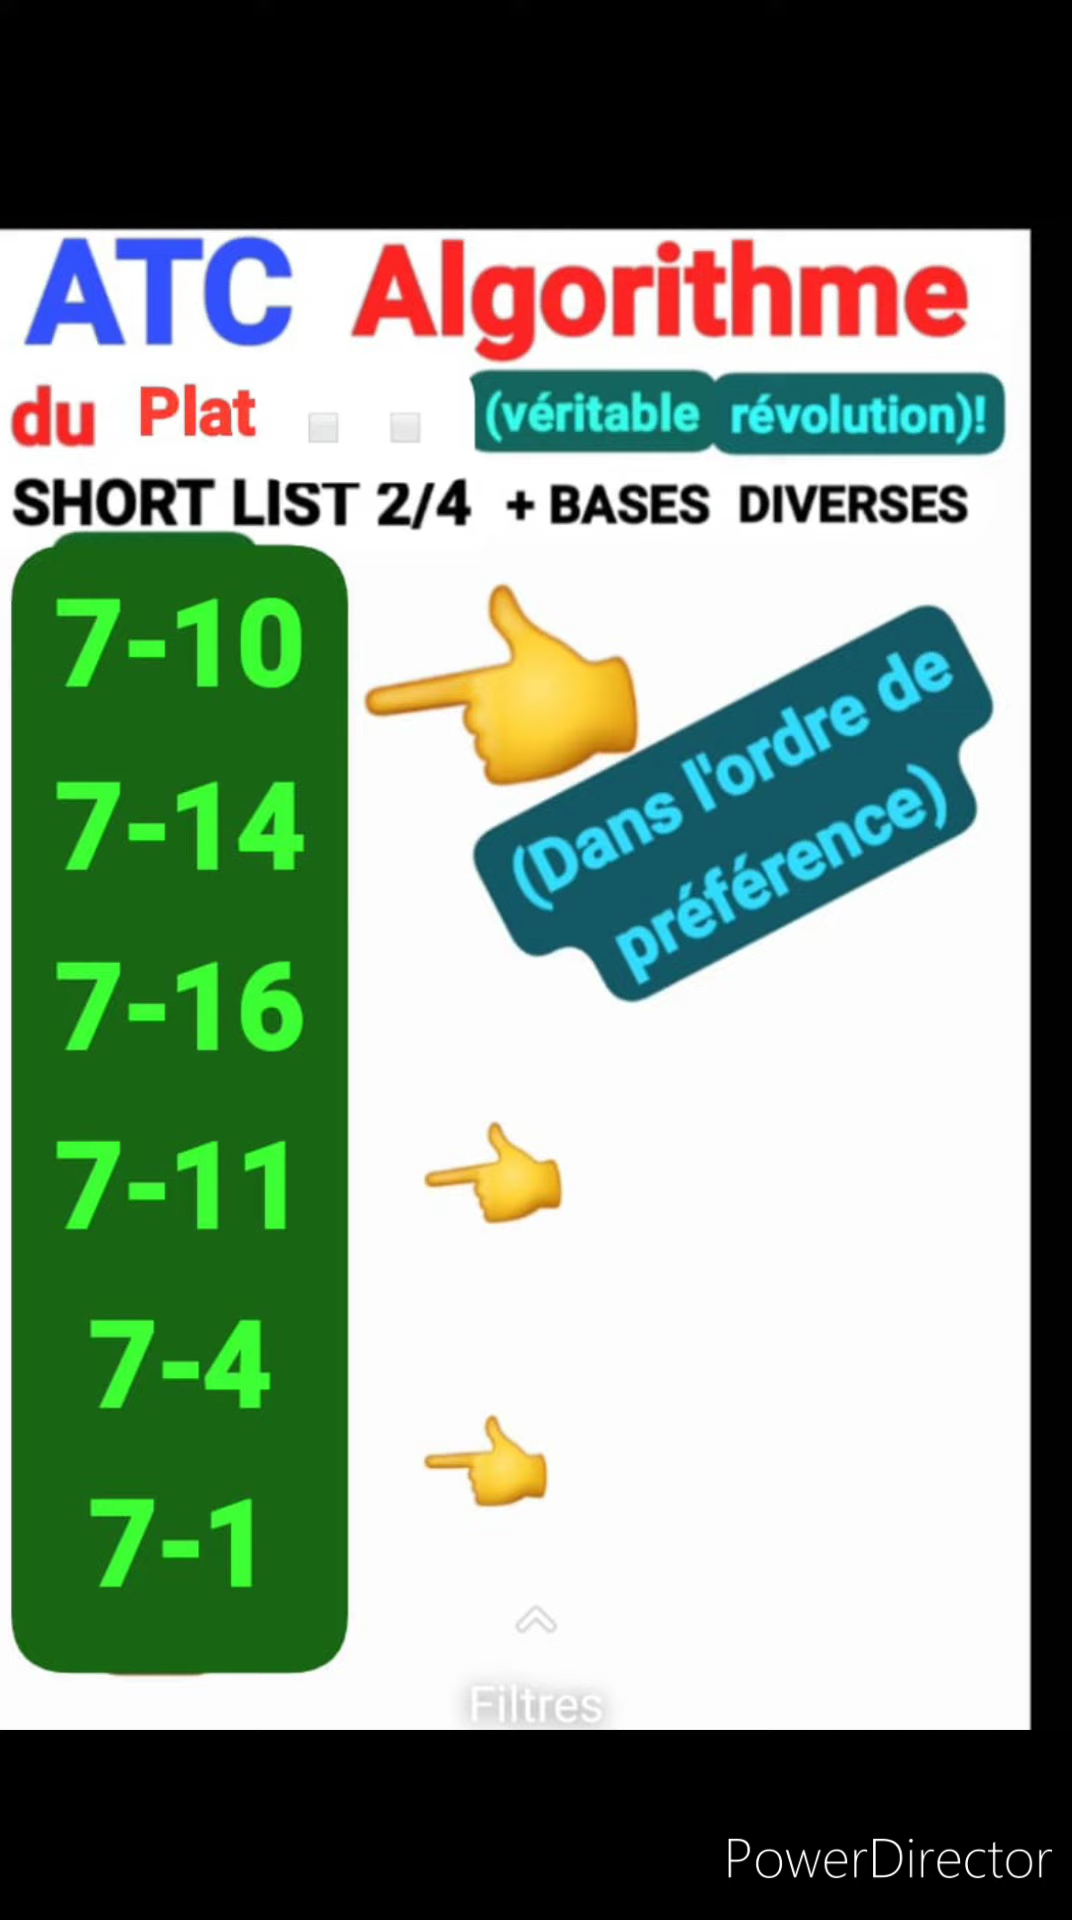 ATC Algorithme
du Plat (véritable révolution)!
SHORT LIST 2/4 + BASES DIVERSES
7-10
(Dans l'ordre de
préférence)
7-14
7-16
7-11
7-4
7-1
Filtres
PowerDirector